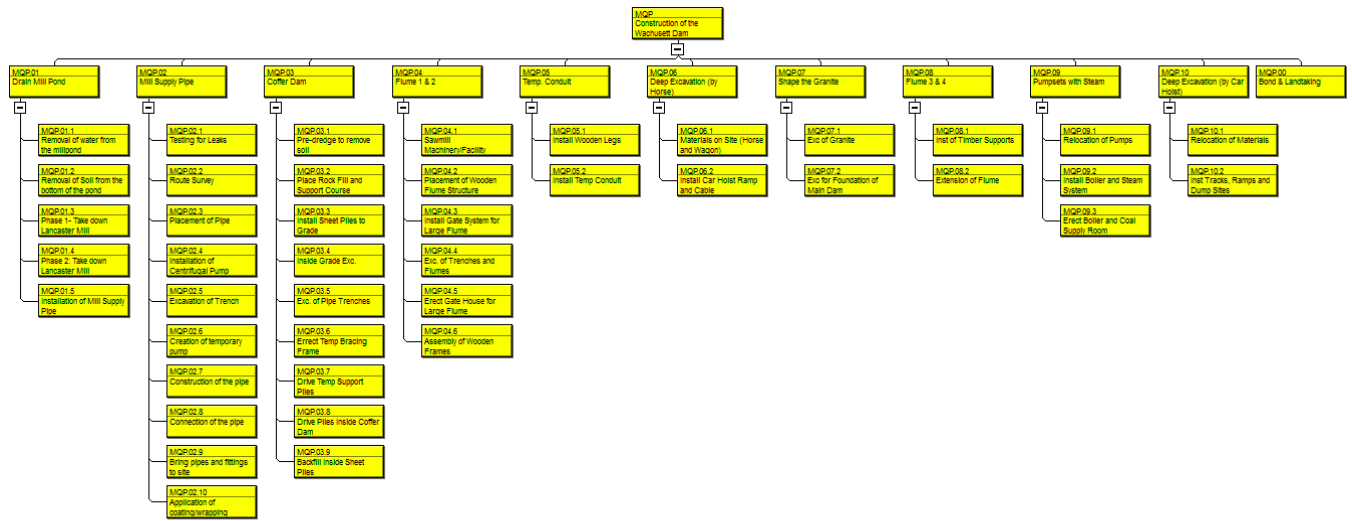 MQP
Construction of the
Wachusett Dam
MQP.01
Drain Mill Pond
MQP.02
Mill Supply Pipe
MQP.03
Coffer Dam
MQP.04
Flume 1 & 2
MQP.05
Temp. Conduit
MQP.06
Deep Excavation (by
Horse)
MQP.07
Shape the Granite
MQP.08
Flume 3 & 4
MQP.09
Pumpsets with Steam
MQP.10
Deep Excavation (by Car
Hoist)
MQP.00
Bond & Landtaking
MQP.01.1
Removal of water from
the millpond
MQP.01.2
Removal of Soil from the
bottom of the pond
MQP.01.3
Phase 1- Take down
Lancaster Mill
MQP.01.4
Phase 2: Take down
Lancaster Mill
MQP.01.5
Installation of Mill Supply
Pipe
MQP.02.1
Testing for Leaks
MQP.02.2
Route Survey
MQP.02.3
Placement of Pipe
MQP.02.4
Installation of
Centrifugal Pump
MQP.02.5
Excavation of Trench
MQP.02.6
Creation of temporary
pump
MQP.02.7
Construction of the pipe
MQP.02.8
Connection of the pipe
MQP.02.9
Bring pipes and fittings
to site
MQP.02.10
Application of
coating/wrapping
MQP.03.1
Pre-dredge to remove
soil
MQP.03.2
Place Rock Fill and
Support Course
MQP.03.3
Install Sheet Piles to
Grade
MQP.03.4
Inside Grade Exc.
MQP.03.5
Exc. of Pipe Trenches
MQP.03.6
Errect Temp Bracing
Frame
MQP.03.7
Drive Temp Support
Piles
MQP.03.8
Drive Piles Inside Coffer
Dam
MQP.03.9
Backfill Inside Sheet
Piles
MQP.04.1
Sawmill
Machinery/Facility
MQP.04.2
Placement of Wooden
Flume Structure
MQP.04.3
Install Gate System for
Large Flume
MQP.04.4
Exc. of Trenches and
Flumes
MQP.04.5
Erect Gate House for
Large Flume
MQP.04.6
Assembly of Wooden
Frames
MQP.05.1
Install Wooden Legs
MQP.05.2
Install Temp Conduit
MQP.06.1
Materials on Site (Horse
and Wagon)
MQP.06.2
Install Car Hoist Ramp
and Cable
MQP.07.1
Exc of Granite
MQP.07.2
Exc for Foundation of
Main Dam
MQP.08.1
Inst of Timber Supports
MQP.08.2
Extension of Flume
MQP.09.1
Relocation of Pumps
MQP.09.2
Install Boiler and Steam
System
MQP.09.3
Erect Boiler and Coal
Supply Room
MQP.10.1
Relocation of Materials
MQP.10.2
Inst Tracks, Ramps and
Dump Sites